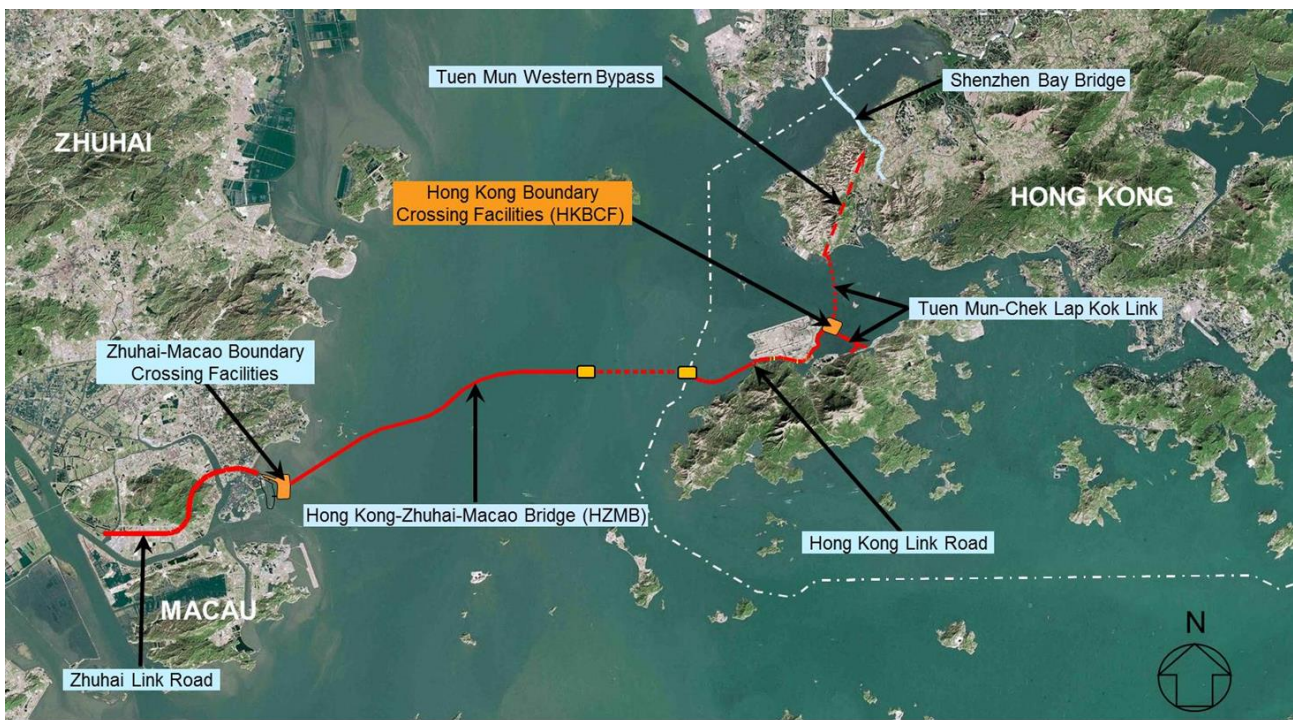 Tuen Mun Western Bypass
Shenzhen Bay Bridge
ZHUHAI
Hong Kong Boundary
Crossing Facilities (HKBCF)
HONG KONG
Tuen Mun-Chek Lap Kok Link
Zhuhai-Macao Boundary
Crossing Facilities
Hong Kong-Zhuhai-Macao Bridge (HZMB)
Hong Kong Link Road
MACAU
N
Zhuhai Link Road